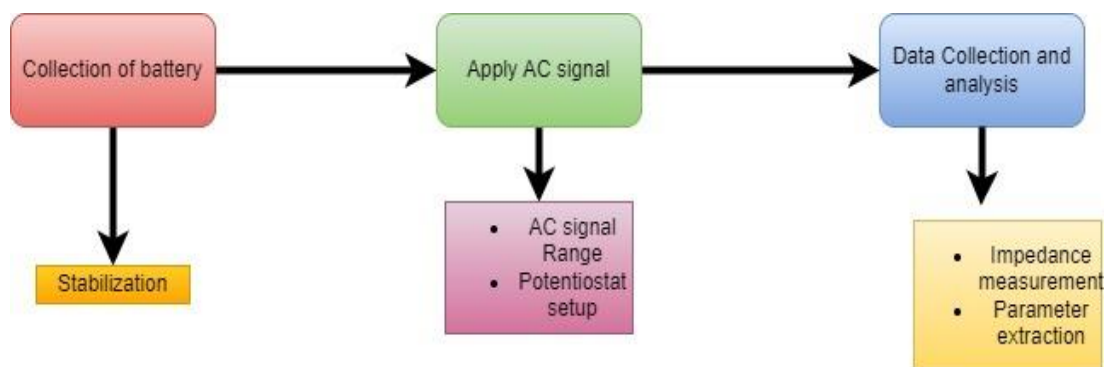 Collection of battery
Apply AC signal
Data Collection and
analysis
Stabilization
• AC signal
Range
• Potentiostat
setup
• Impedance
measurement
• Parameter
extraction